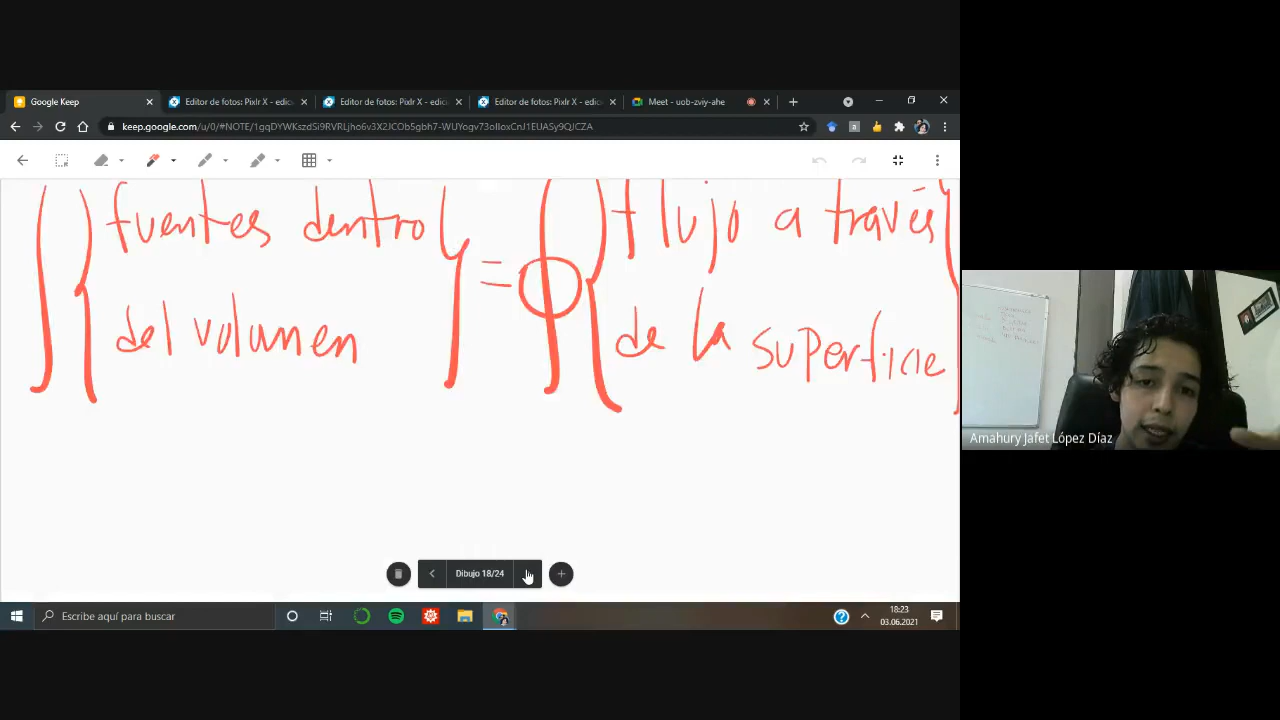 Google Keep
Editor de fotos: Pixlr X - edici
Editor de fotos: Pixlr X - edici
Editor de fotos: Pixlr X - edici
Meet - uob-zviy-ahe
∫ { fuentes dentro del volumen } = ∮ { flujo a través de la superficie }
Amahury Jafet López Díaz
Dibujo 18/24
Escribe aquí para buscar
18:23
03.06.2021